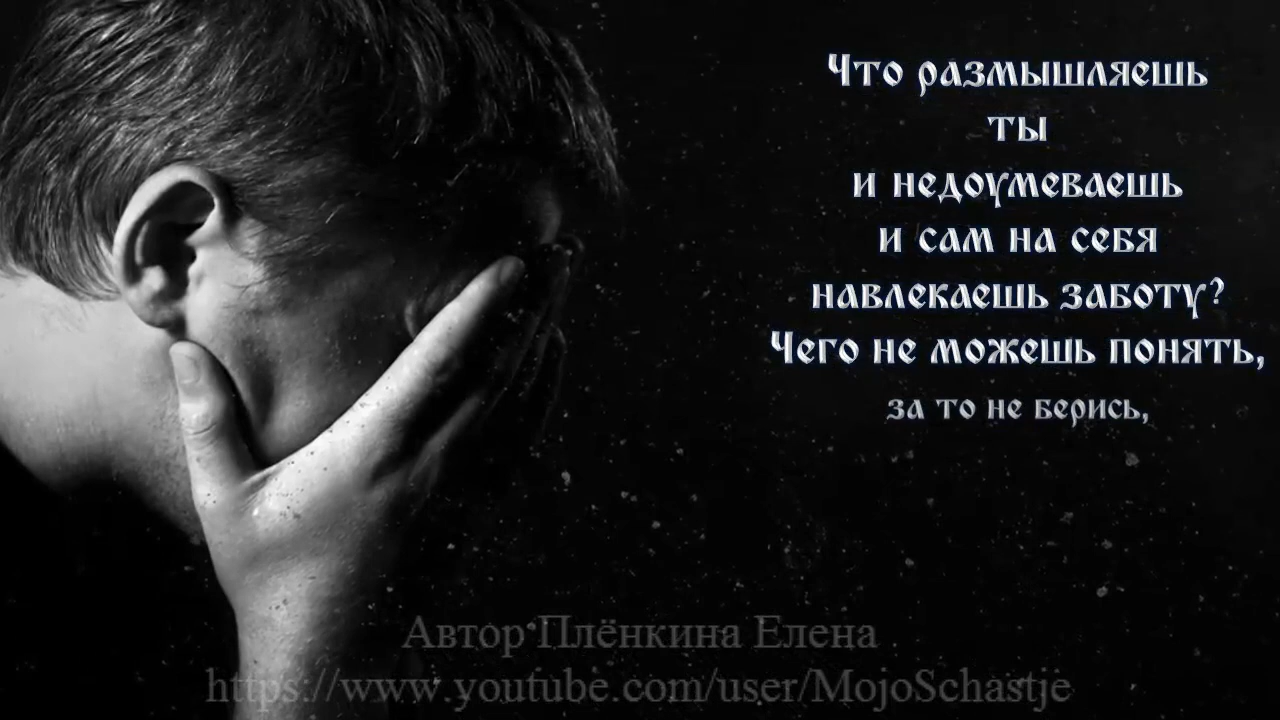 Что размышляешь
ты
и недоумеваешь
и сам на себя
навлекаешь заботу?
Чего не можешь понять,
за то не берись,
Автор Плёнкина Елена
https://www.youtube.com/user/MojoSchastje